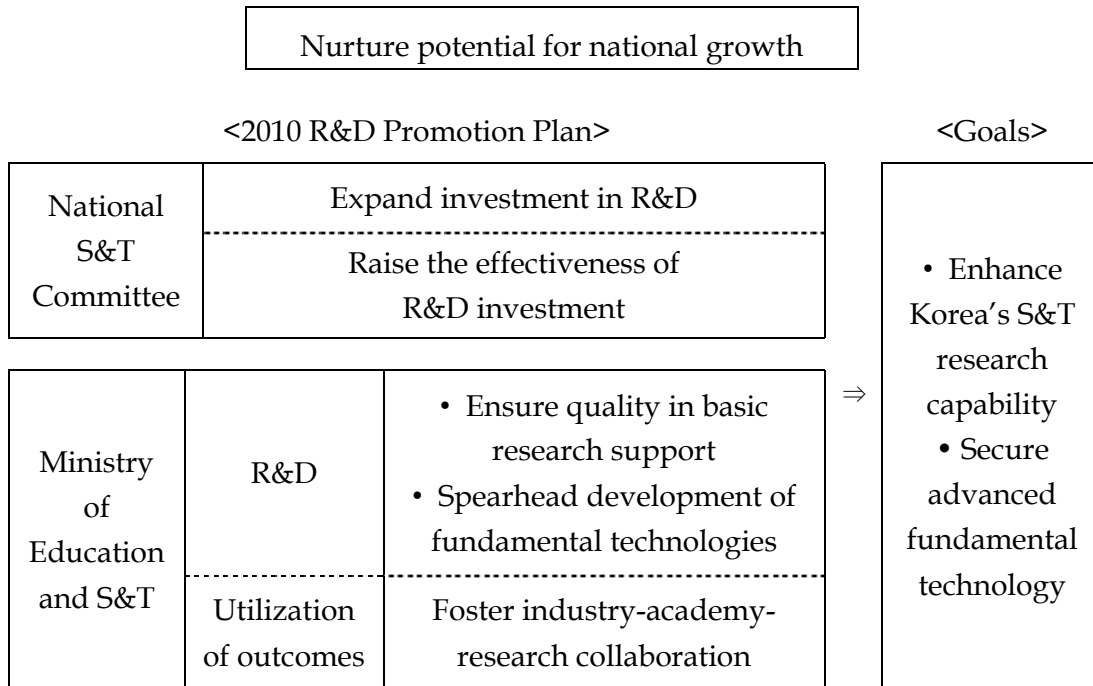 Nurture potential for national growth
<2010 R&D Promotion Plan>
<Goals>
National
S&T
Committee
Expand investment in R&D
Raise the effectiveness of
R&D investment
Ministry
of
Education
and S&T
R&D
• Ensure quality in basic
research support
• Spearhead development of
fundamental technologies
Utilization
of outcomes
Foster industry-academy-
research collaboration
⇒
• Enhance
Korea’s S&T
research
capability
• Secure
advanced
fundamental
technology